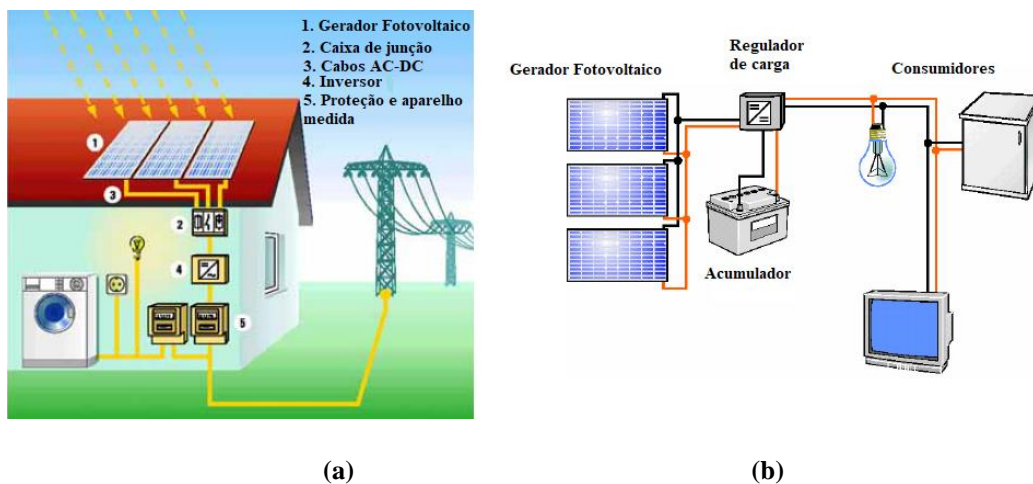 1. Gerador Fotovoltaico
2. Caixa de junção
3. Cabos AC-DC
4. Inversor
5. Proteção e aparelho
medida
1
3
2
4
5
Regulador
de carga
Gerador Fotovoltaico
Consumidores
Acumulador
(a)
(b)